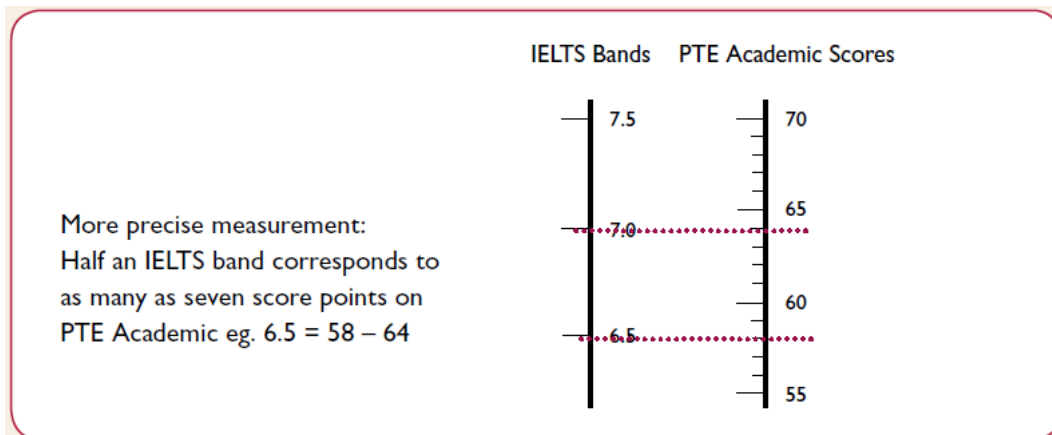 IELTS Bands PTE Academic Scores
7.5 70
65
More precise measurement:
7.0
Half an IELTS band corresponds to
as many as seven score points on
60
PTE Academic eg. 6.5 = 58 – 64
6.5
55